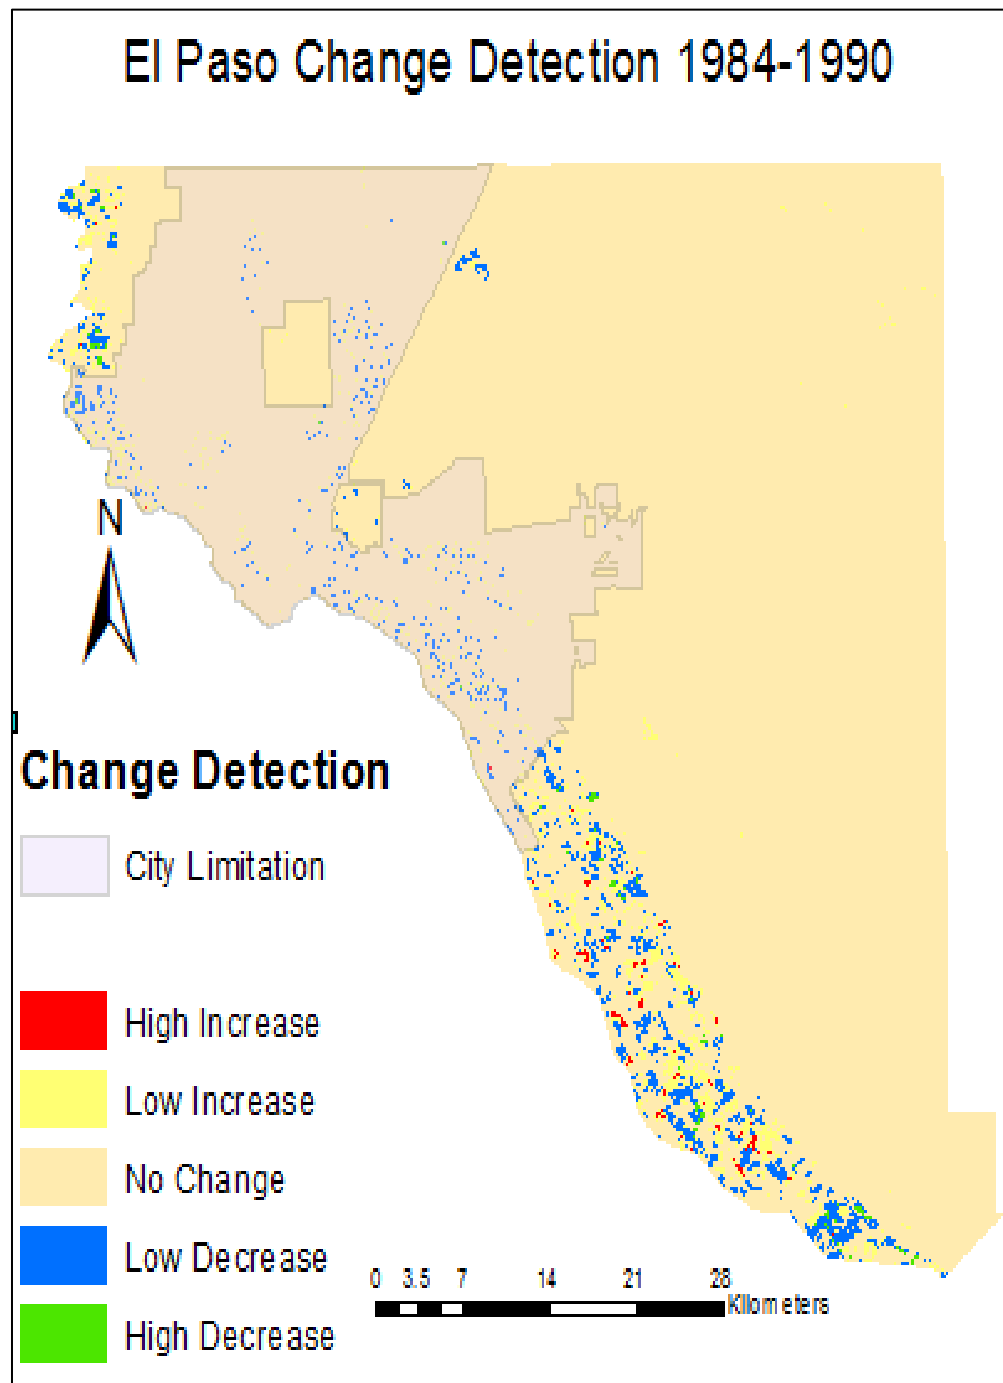 El Paso Change Detection 1984-1990
N
Change Detection
City Limitation
High Increase
Low Increase
No Change
Low Decrease
High Decrease
0 3.5 7 14 21 28
Kilometers